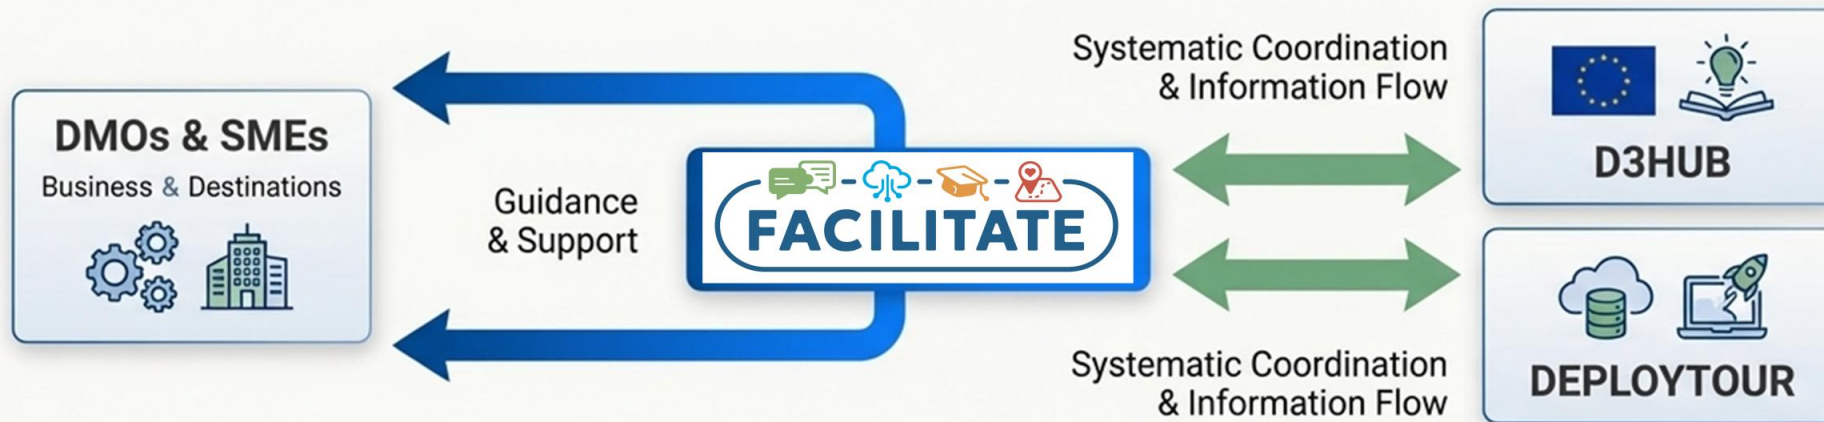 DMOs & SMEs
Business & Destinations
Guidance
& Support
FACILITATE
Systematic Coordination
& Information Flow
D3HUB
Systematic Coordination
& Information Flow
DEPLOYTOUR